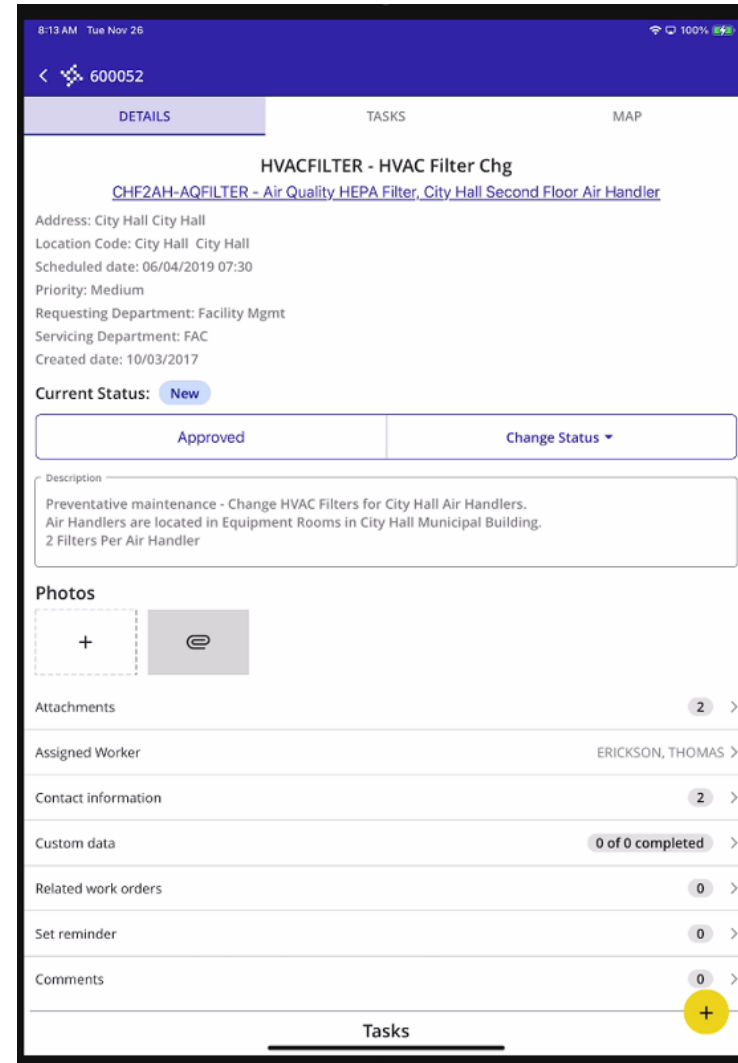 8:13 AM Tue Nov 26 100%
600052
DETAILS TASKS MAP
HVACFILTER - HVAC Filter Chg
CHF2AH-AQFILTER - Air Quality HEPA Filter, City Hall Second Floor Air Handler
Address: City Hall City Hall
Location Code: City Hall City Hall
Scheduled date: 06/04/2019 07:30
Priority: Medium
Requesting Department: Facility Mgmt
Servicing Department: FAC
Created date: 10/03/2017
Current Status: New
Approved Change Status
Description
Preventative maintenance - Change HVAC Filters for City Hall Air Handlers.
Air Handlers are located in Equipment Rooms in City Hall Municipal Building.
2 Filters Per Air Handler
Photos
+
Attachments 2
Assigned Worker ERICKSON, THOMAS
Contact information 2
Custom data 0 of 0 completed
Related work orders 0
Set reminder 0
Comments 0
+
Tasks